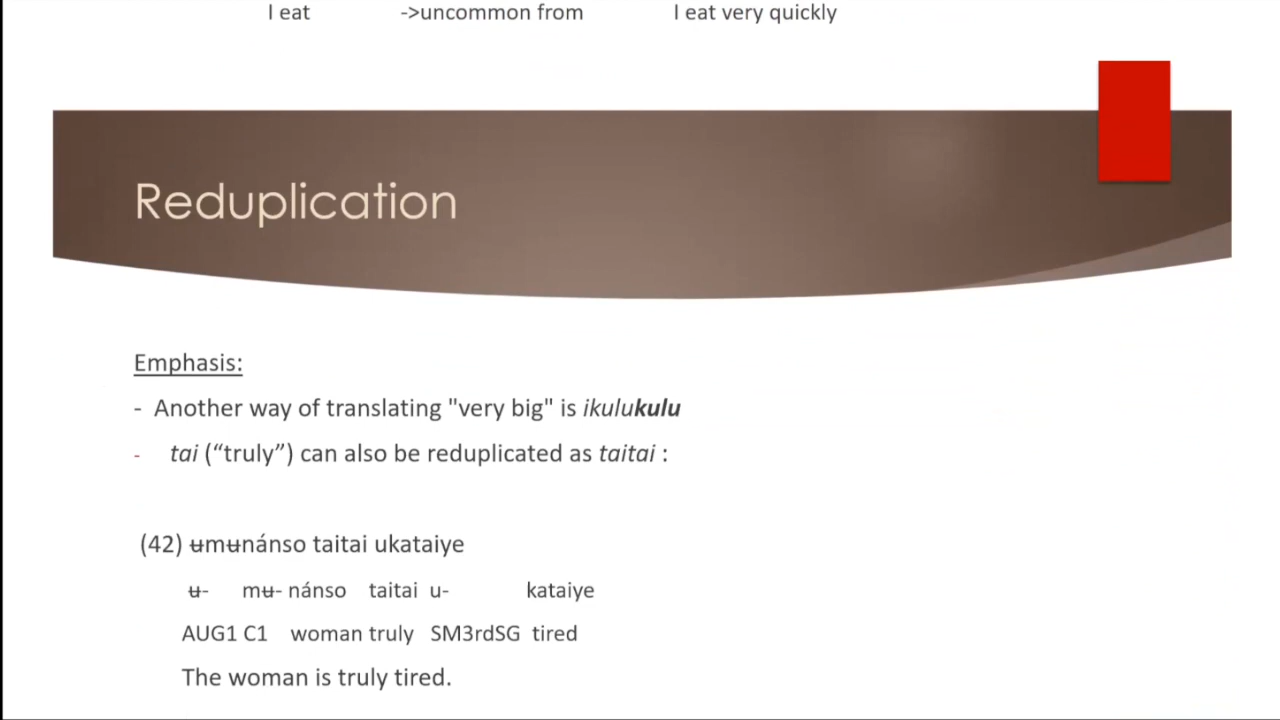 I eat ->uncommon from I eat very quickly
Reduplication
Emphasis:
- Another way of translating "very big" is ikulukulu
- tai (“truly”) can also be reduplicated as taitai :
(42) ʉmʉnánso taitai ukataiye
ʉ- mʉ- nánso taitai u- kataiye
AUG1 C1 woman truly SM3rdSG tired
The woman is truly tired.